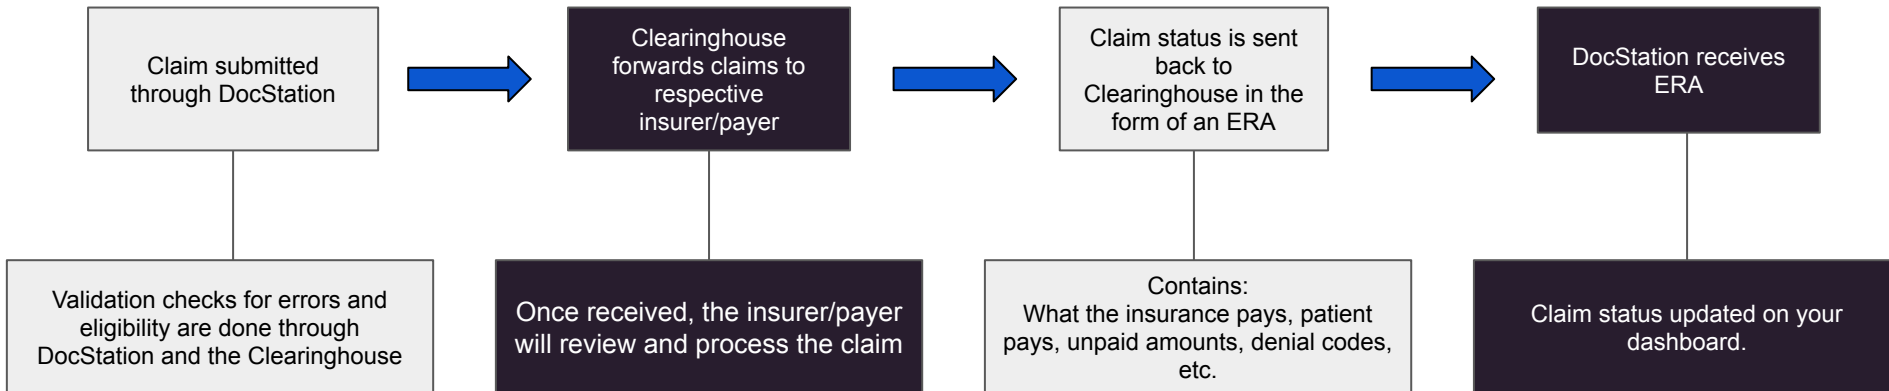 Claim submitted
through DocStation
Clearinghouse
forwards claims to
respective
insurer/payer
Claim status is sent
back to
Clearinghouse in the
form of an ERA
DocStation receives
ERA
Validation checks for errors and
eligibility are done through
DocStation and the Clearinghouse
Once received, the insurer/payer
will review and process the claim
Contains:
What the insurance pays, patient
pays, unpaid amounts, denial codes,
etc.
Claim status updated on your
dashboard.